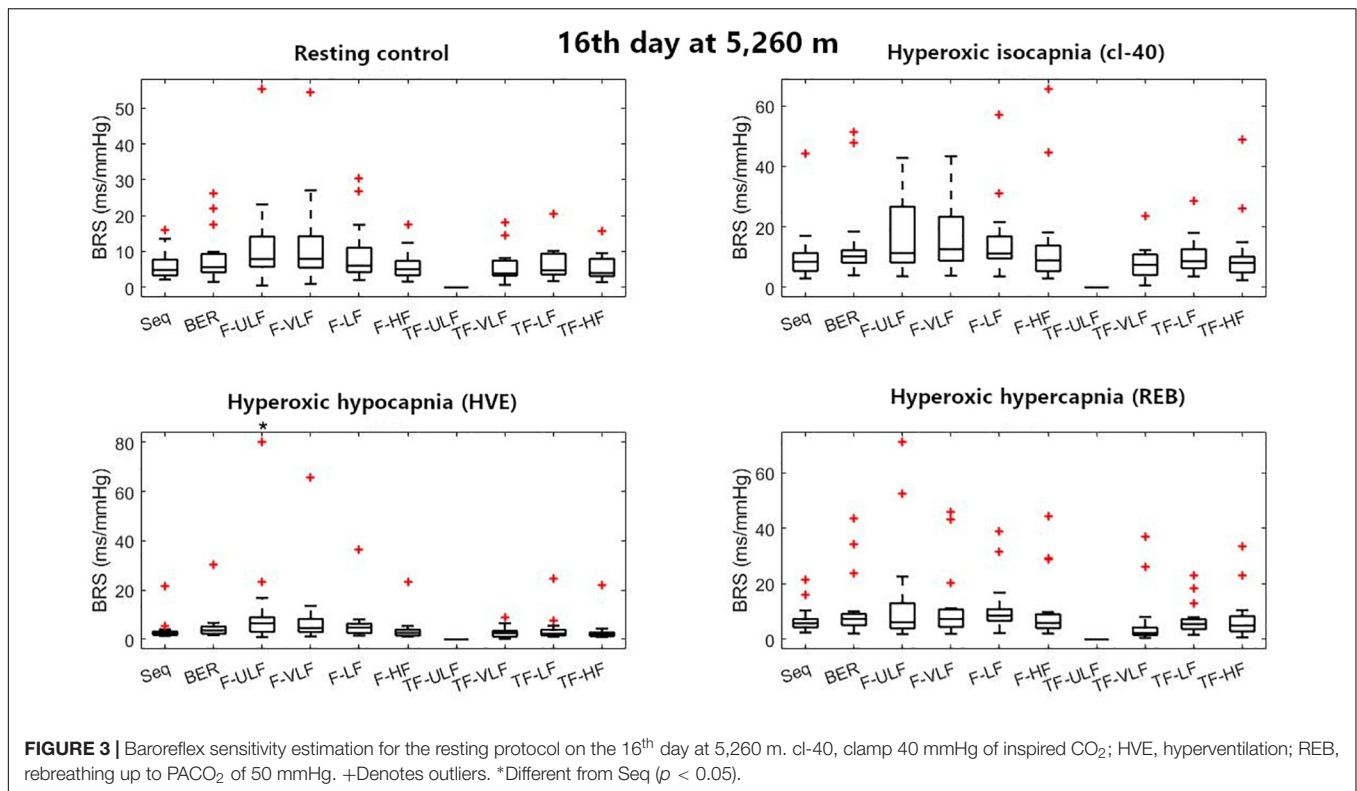 16th day at 5,260 m
Resting control
BRS (ms/mmHg)
50
40
30
20
10
0
Seq BER F-ULF F-VLF F-LF F-HF TF-ULF TF-VLF TF-LF TF-HF
Hyperoxic isocapnia (cl-40)
BRS (ms/mmHg)
60
40
20
0
Seq BER F-ULF F-VLF F-LF F-HF TF-ULF TF-VLF TF-LF TF-HF
Hyperoxic hypocapnia (HVE)
*
BRS (ms/mmHg)
80
60
40
20
0
Seq BER F-ULF F-VLF F-LF F-HF TF-ULF TF-VLF TF-LF TF-HF
Hyperoxic hypercapnia (REB)
BRS (ms/mmHg)
60
40
20
0
Seq BER F-ULF F-VLF F-LF F-HF TF-ULF TF-VLF TF-LF TF-HF
FIGURE 3 | Baroreflex sensitivity estimation for the resting protocol on the 16th day at 5,260 m. cl-40, clamp 40 mmHg of inspired CO2; HVE, hyperventilation; REB,
rebreathing up to PACO2 of 50 mmHg. +Denotes outliers. *Different from Seq (p < 0.05).